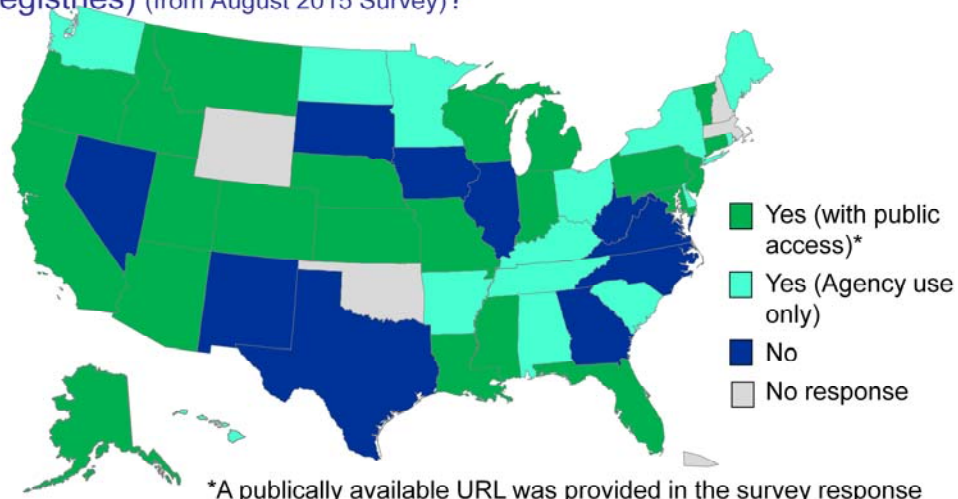 egistries) (from August 2015 Survey)?
Yes (with public
access)*
Yes (Agency use
only)
No
No response
*A publically available URL was provided in the survey response